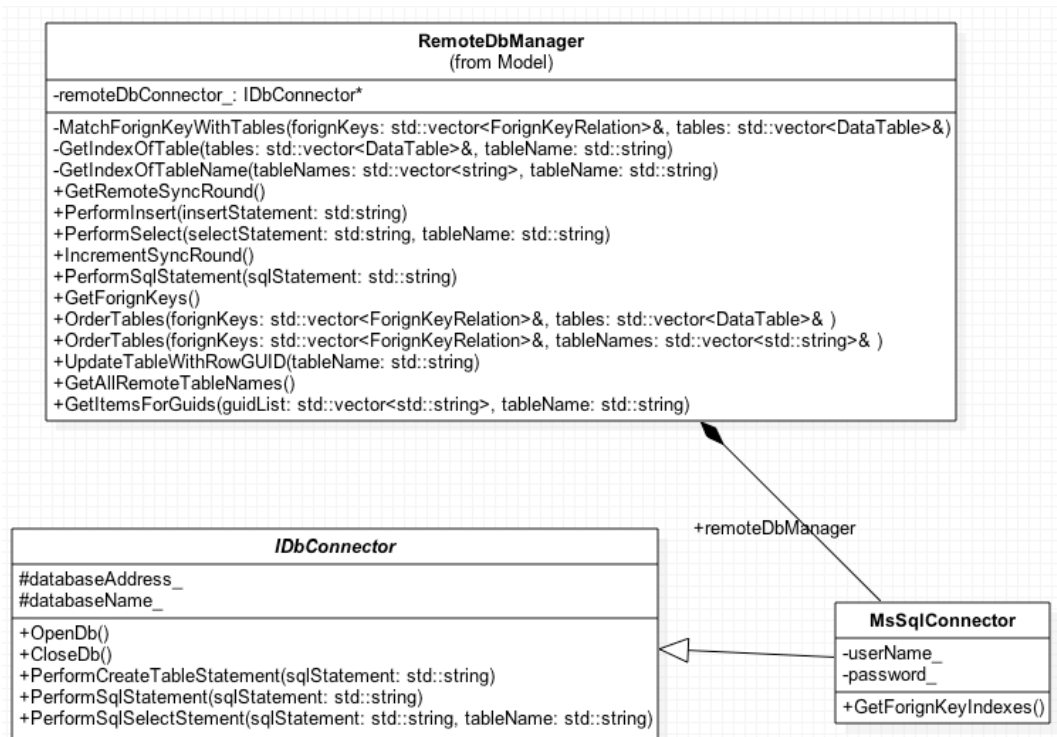 RemoteDbManager
(from Model)
-remoteDbConnector_: IDbConnector*
-MatchForignKeyWithTables(forignKeys: std::vector<ForignKeyRelation>&, tables: std::vector<DataTable>&)
-GetIndexOfTable(tables: std::vector<DataTable>&, tableName: std::string)
-GetIndexOfTableName(tableNames: std::vector<string>, tableName: std::string)
+GetRemoteSyncRound()
+PerformInsert(insertStatement: std:string)
+PerformSelect(selectStatement: std:string, tableName: std::string)
+IncrementSyncRound()
+PerformSqlStatement(sqlStatement: std::string)
+GetForignKeys()
+OrderTables(forignKeys: std::vector<ForignKeyRelation>&, tables: std::vector<DataTable>& )
+OrderTables(forignKeys: std::vector<ForignKeyRelation>&, tableNames: std::vector<std::string>& )
+UpdateTableWithRowGUID(tableName: std::string)
+GetAllRemoteTableNames()
+GetItemsForGuids(guidList: std::vector<std::string>, tableName: std::string)
+remoteDbManager
IDbConnector
#databaseAddress_
#databaseName_
+OpenDb()
+CloseDb()
+PerformCreateTableStatement(sqlStatement: std::string)
+PerformSqlStatement(sqlStatement: std::string)
+PerformSqlSelectStement(sqlStatement: std::string, tableName: std::string)
MsSqlConnector
-userName_
-password_
+GetForignKeyIndexes()